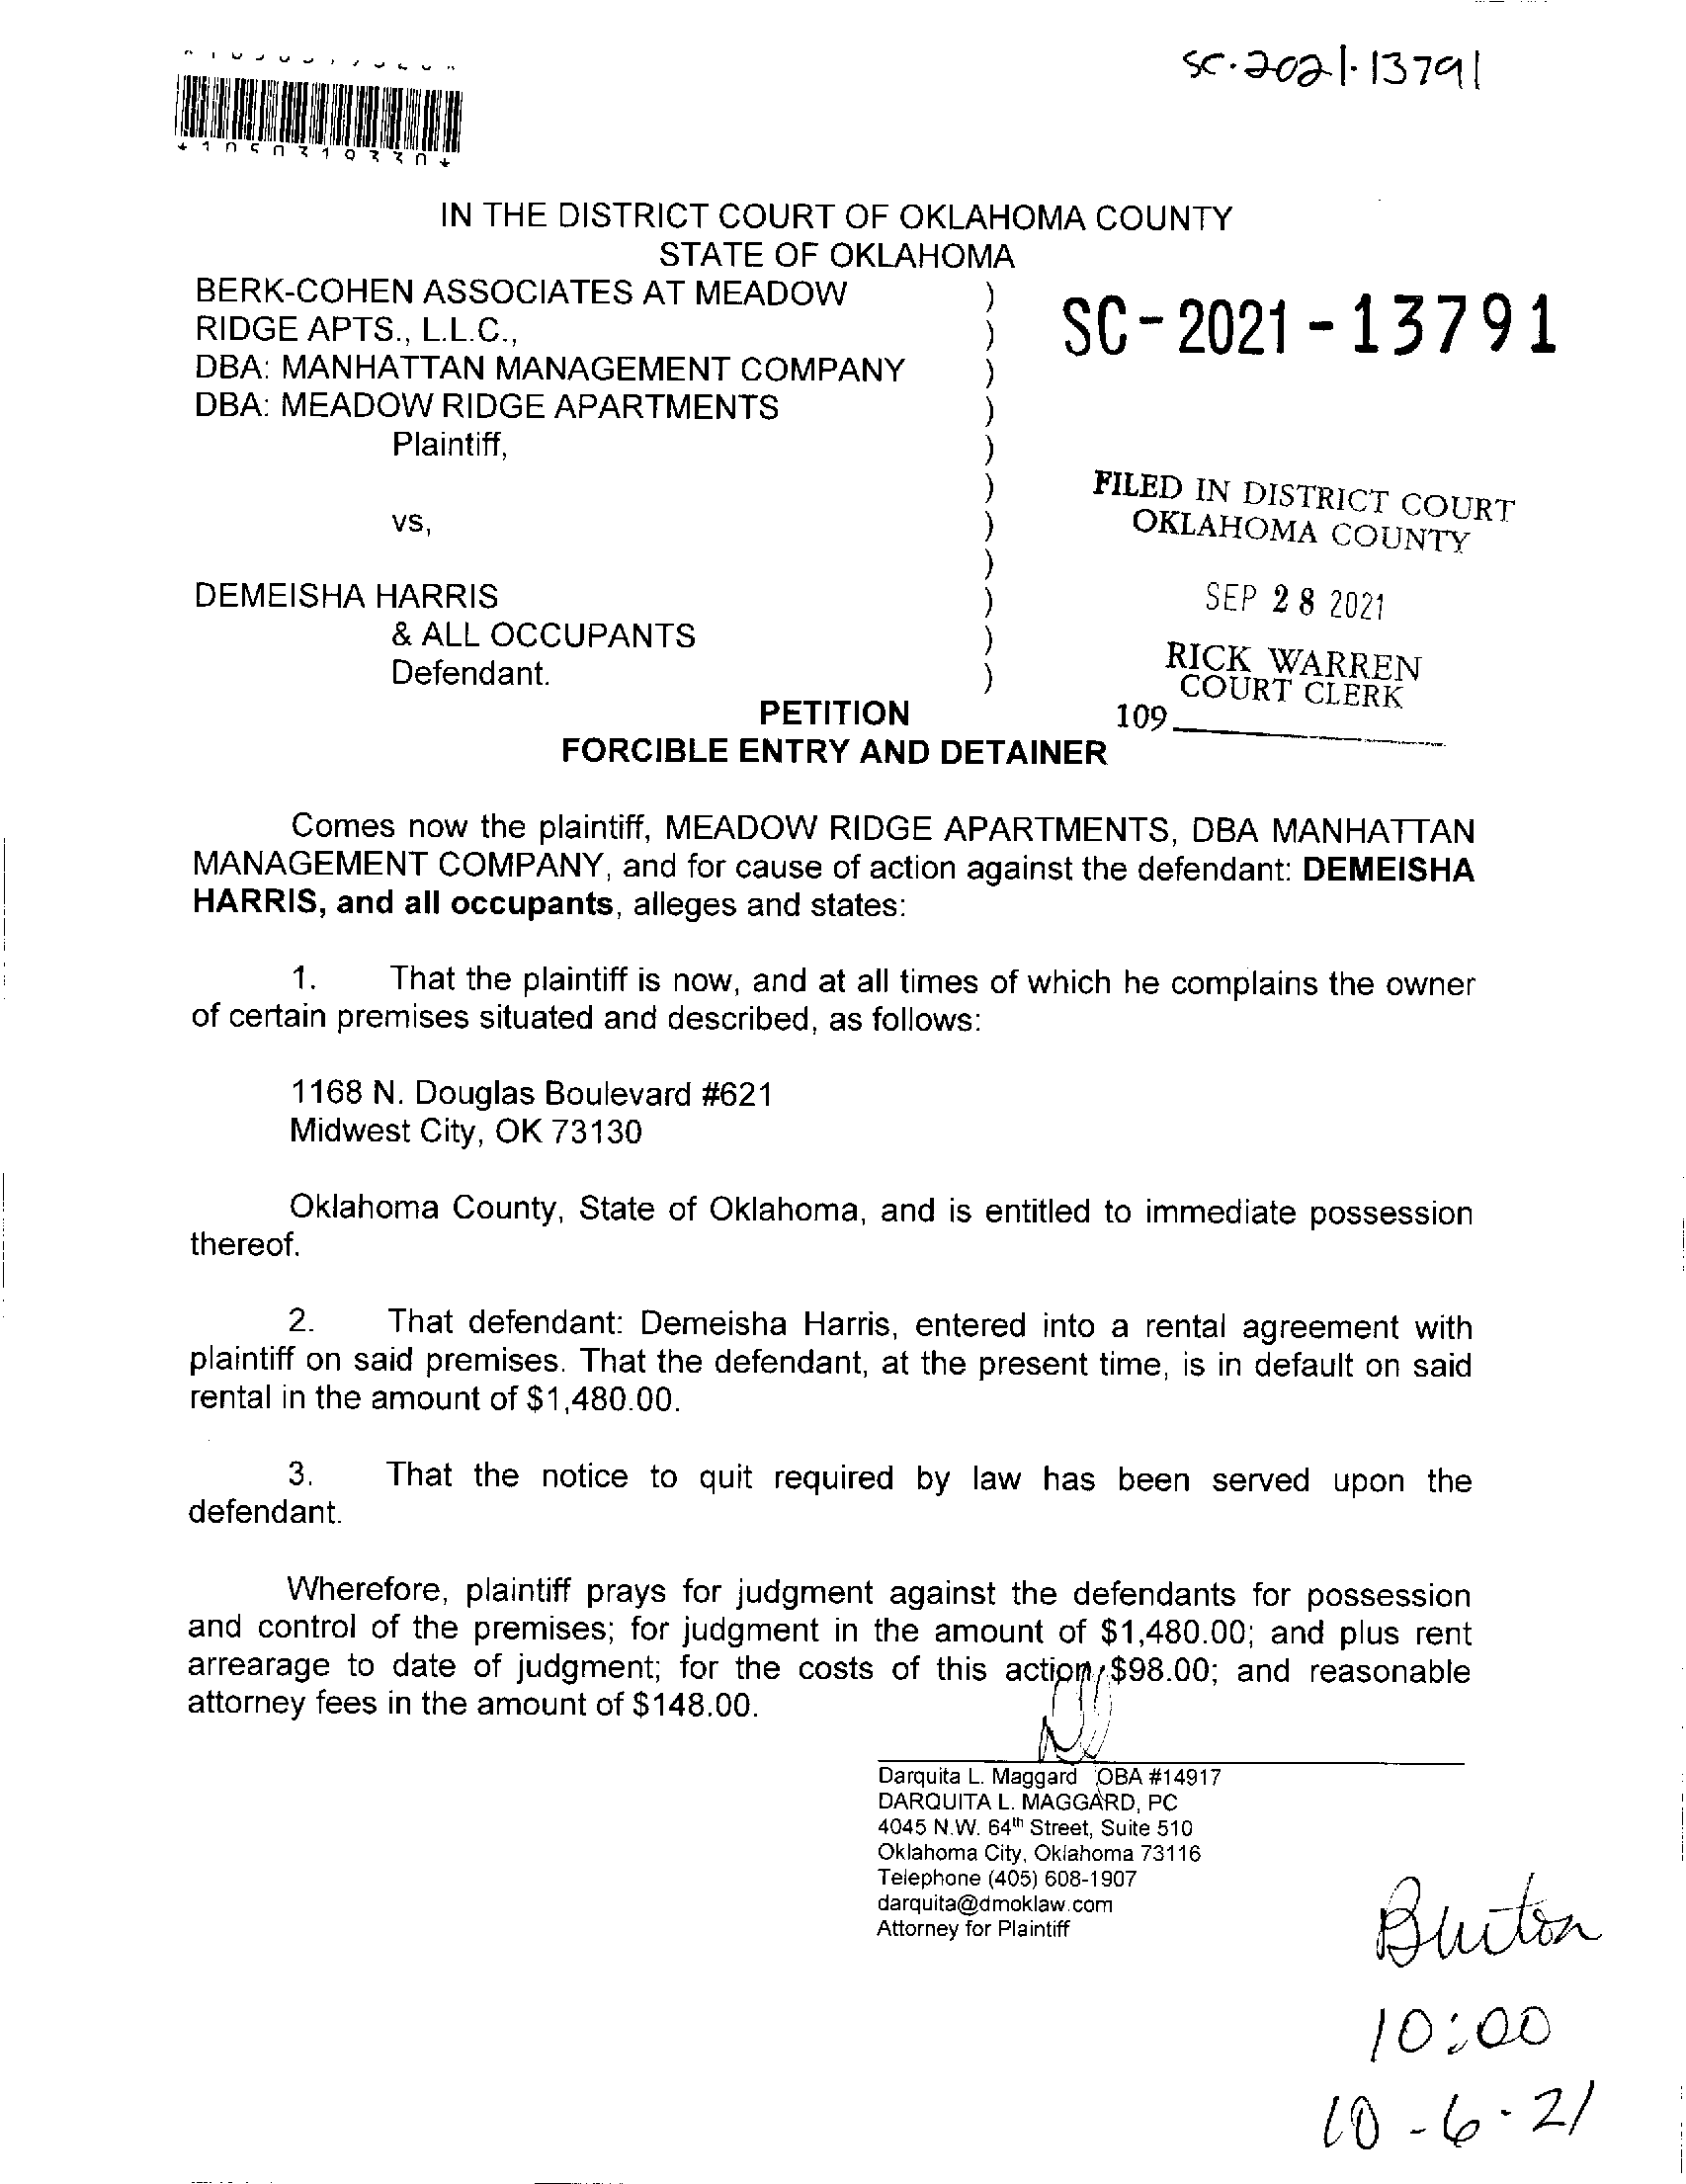 SC-2021-13791
IN THE DISTRICT COURT OF OKLAHOMA COUNTY
STATE OF OKLAHOMA
BERK-COHEN ASSOCIATES AT MEADOW )
RIDGE APTS., L.L.C., )
DBA: MANHATTAN MANAGEMENT COMPANY )
DBA: MEADOW RIDGE APARTMENTS )
Plaintiff, )
)
vs, )
)
DEMEISHA HARRIS )
& ALL OCCUPANTS )
Defendant. )
SC-2021-13791
FILED IN DISTRICT COURT
OKLAHOMA COUNTY
SEP 28 2021
RICK WARREN
COURT CLERK
109
PETITION
FORCIBLE ENTRY AND DETAINER
Comes now the plaintiff, MEADOW RIDGE APARTMENTS, DBA MANHATTAN
MANAGEMENT COMPANY, and for cause of action against the defendant: DEMEISHA
HARRIS, and all occupants, alleges and states:
1. That the plaintiff is now, and at all times of which he complains the owner
of certain premises situated and described, as follows:
1168 N. Douglas Boulevard #621
Midwest City, OK 73130
Oklahoma County, State of Oklahoma, and is entitled to immediate possession
thereof.
2. That defendant: Demeisha Harris, entered into a rental agreement with
plaintiff on said premises. That the defendant, at the present time, is in default on said
rental in the amount of $1,480.00.
3. That the notice to quit required by law has been served upon the
defendant.
Wherefore, plaintiff prays for judgment against the defendants for possession
and control of the premises; for judgment in the amount of $1,480.00; and plus rent
arrearage to date of judgment; for the costs of this action, $98.00; and reasonable
attorney fees in the amount of $148.00.
Darquita L. Maggard OBA #14917
DARQUITA L. MAGGARD, PC
4045 N.W. 64th Street, Suite 510
Oklahoma City, Oklahoma 73116
Telephone (405) 608-1907
darquita@dmoklaw.com
Attorney for Plaintiff
Burton
10:00
10-6-21